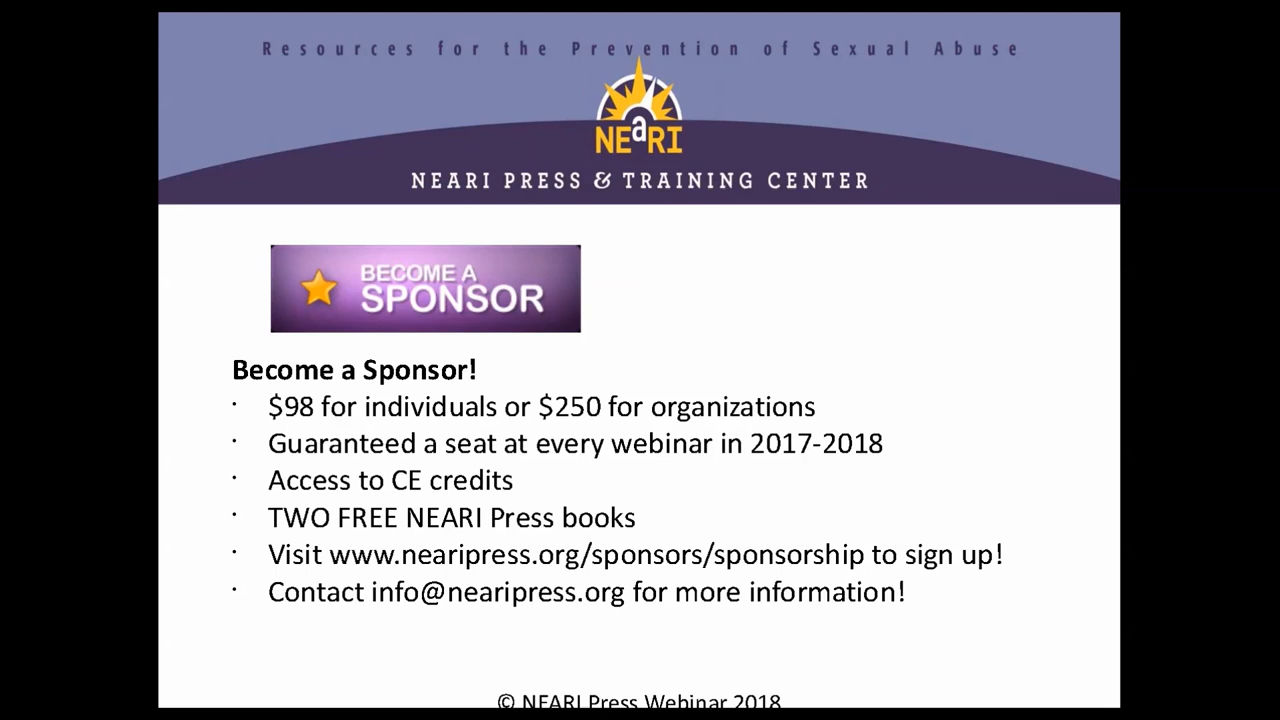 Resources for the Prevention of Sexual Abuse
NEaRI
NEARI PRESS & TRAINING CENTER
BECOME A
SPONSOR
Become a Sponsor!
· $98 for individuals or $250 for organizations
· Guaranteed a seat at every webinar in 2017-2018
· Access to CE credits
· TWO FREE NEARI Press books
· Visit www.nearipress.org/sponsors/sponsorship to sign up!
· Contact info@nearipress.org for more information!
© NEARI Press Webinar 2018